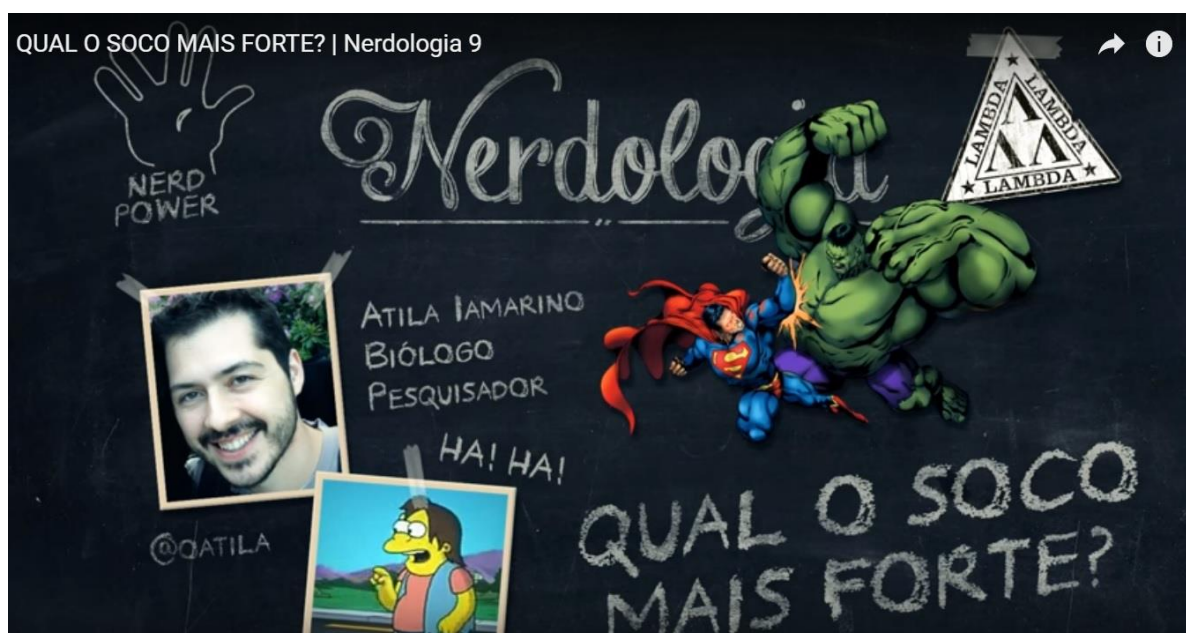 QUAL O SOCO MAIS FORTE? | Nerdologia 9
NERD
POWER
Nerdologia
LAMBDA
LAMBDA
LAMBDA
ATILA IAMARINO
BIÓLOGO
PESQUISADOR
HA! HA!
@OATILA
QUAL O SOCO
MAIS FORTE?